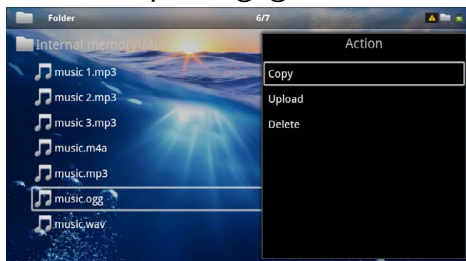 Folder
6/7
Internal memory\Mu
Action
music 1.mp3
Copy
music 2.mp3
Upload
music 3.mp3
Delete
music.m4a
music.mp3
music.ogg
music.wav